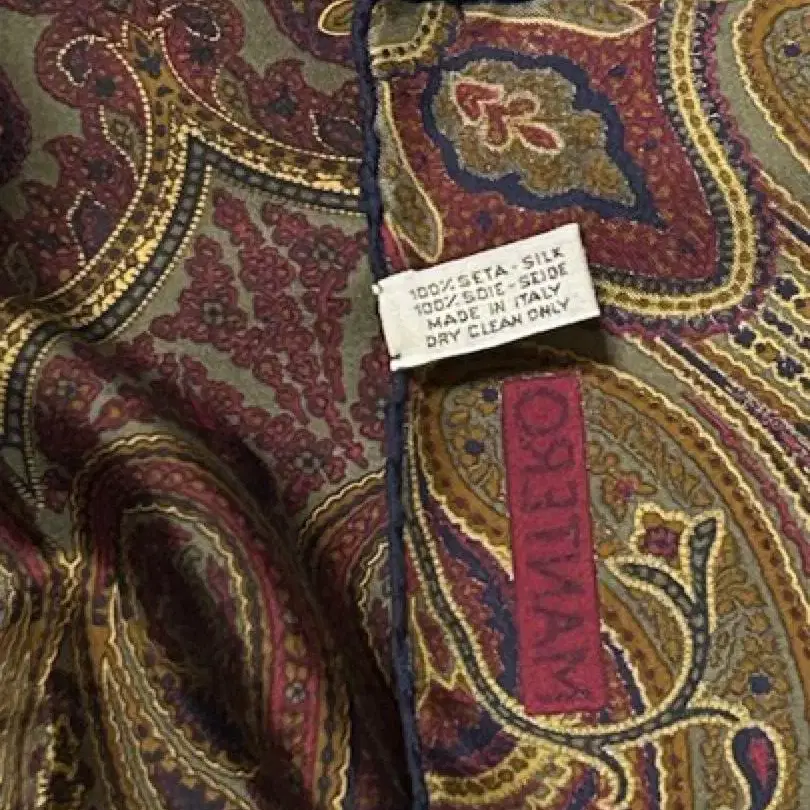 100% SETA - SILK
100% SOIE - SEIDE
MADE IN ITALY
DRY CLEAN ONLY
MANTERO